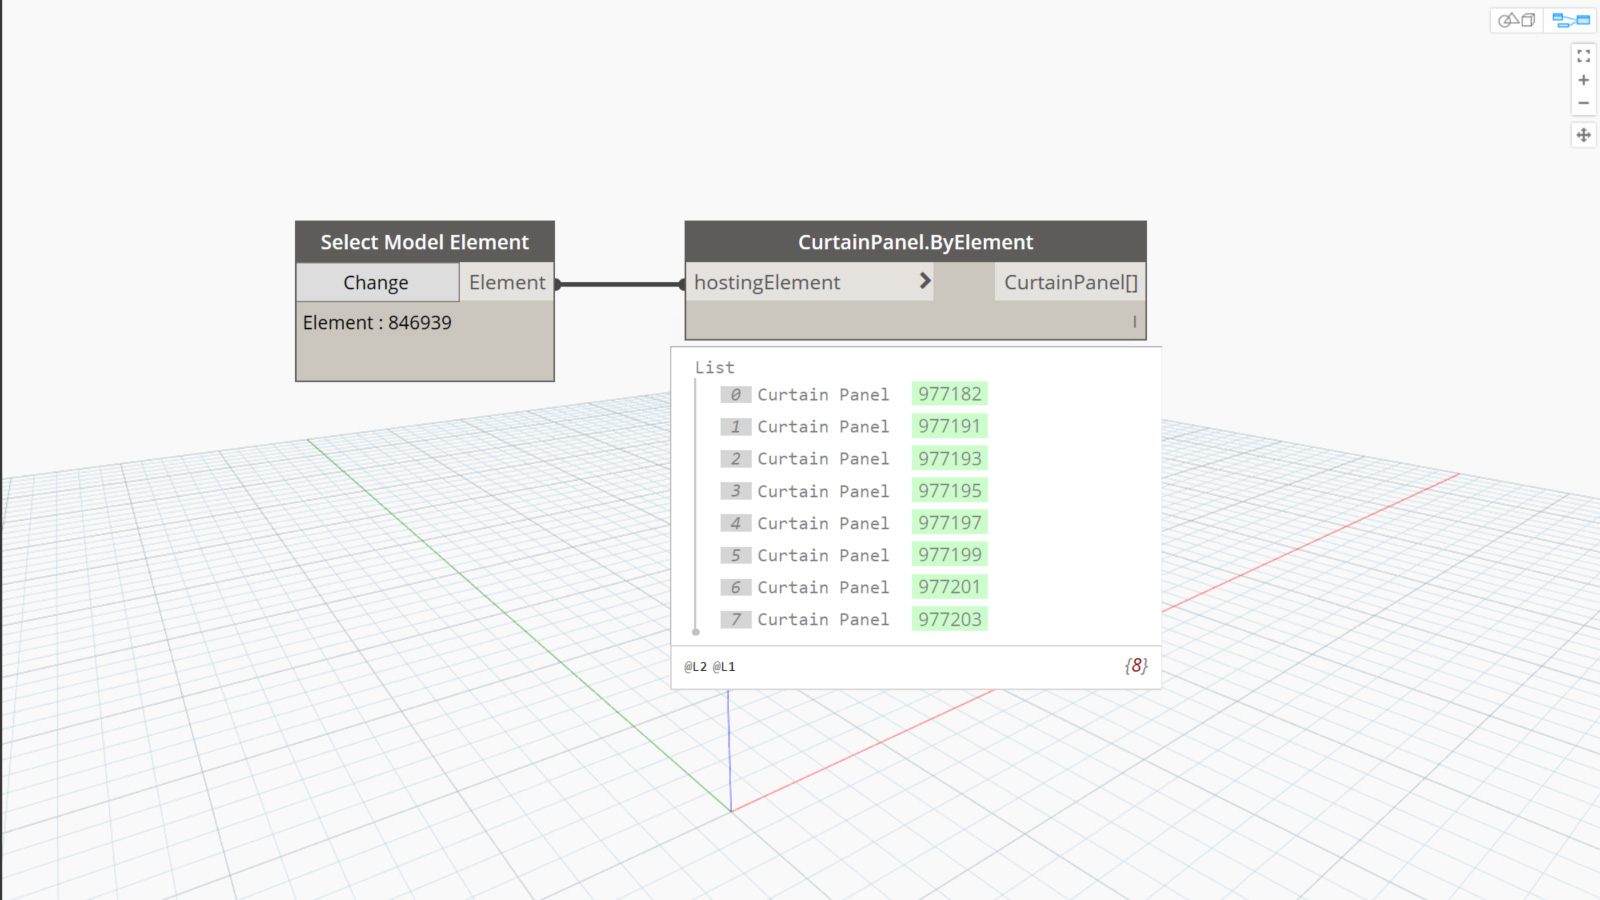 Select Model Element
Change Element
Element : 846939
CurtainPanel.ByElement
hostingElement CurtainPanel[]
List
0 Curtain Panel 977182
1 Curtain Panel 977191
2 Curtain Panel 977193
3 Curtain Panel 977195
4 Curtain Panel 977197
5 Curtain Panel 977199
6 Curtain Panel 977201
7 Curtain Panel 977203
@L2 @L1 {8}